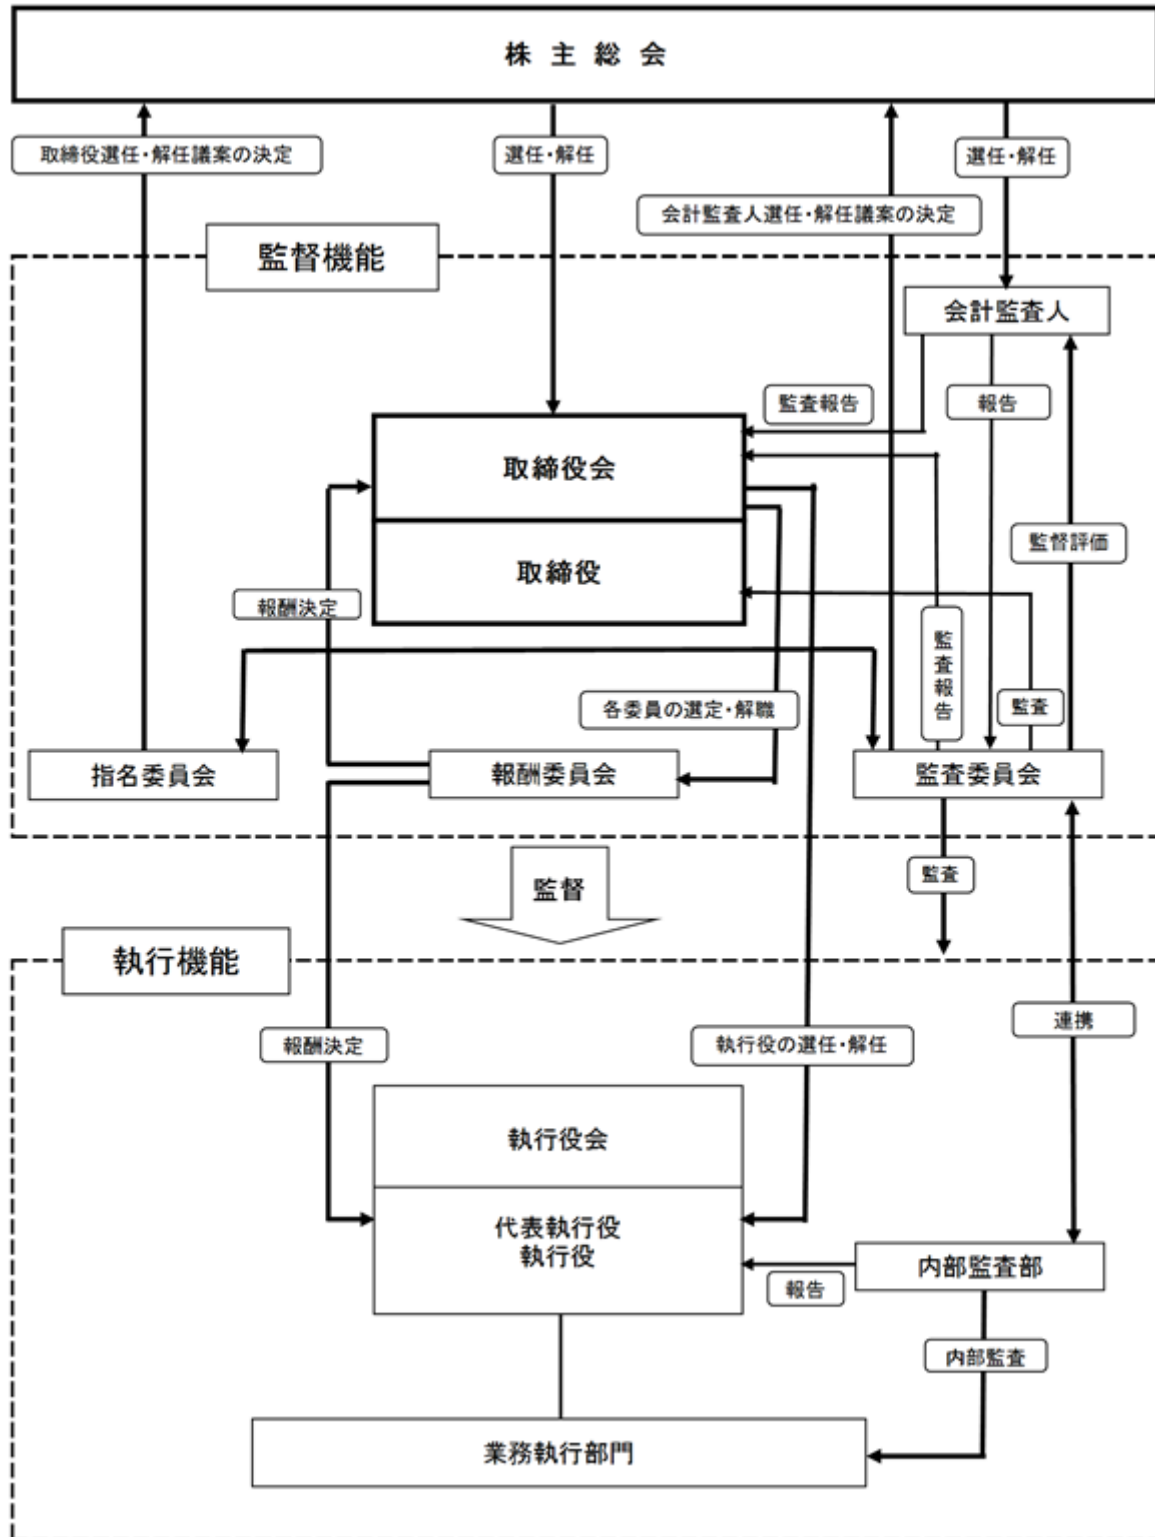 株主総会
取締役選任・解任議案の決定
選任・解任
選任・解任
会計監査人選任・解任議案の決定
監督機能
会計監査人
監査報告
報告
取締役会
監督評価
取締役
報酬決定
監査報告
監査
各委員の選定・解職
指名委員会
報酬委員会
監査委員会
監督
監査
執行機能
連携
報酬決定
執行役の選任・解任
執行役会
代表執行役
執行役
内部監査部
報告
内部監査
業務執行部門